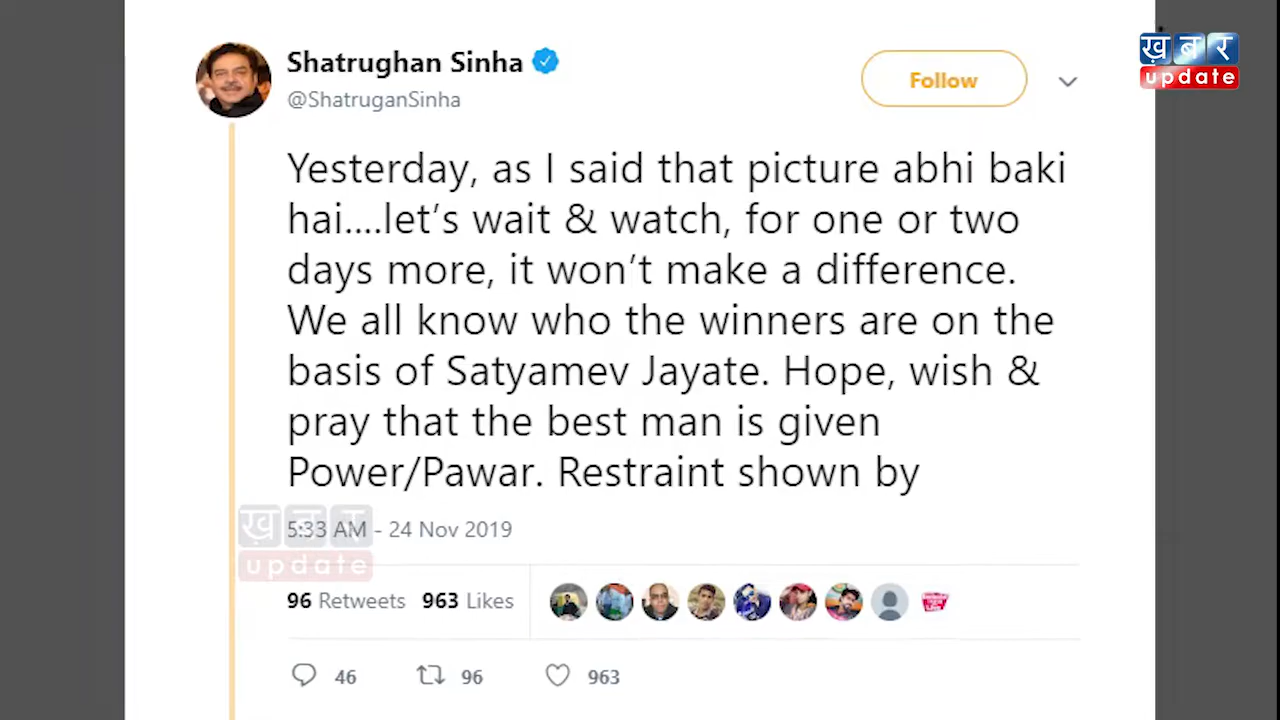 Shatrughan Sinha
@ShatruganSinha
Follow
ख़बर
update
Yesterday, as I said that picture abhi baki
hai....let's wait & watch, for one or two
days more, it won't make a difference.
We all know who the winners are on the
basis of Satyamev Jayate. Hope, wish &
pray that the best man is given
Power/Pawar. Restraint shown by
ख़बर
update
5:33 AM - 24 Nov 2019
96 Retweets 963 Likes
46 96 963